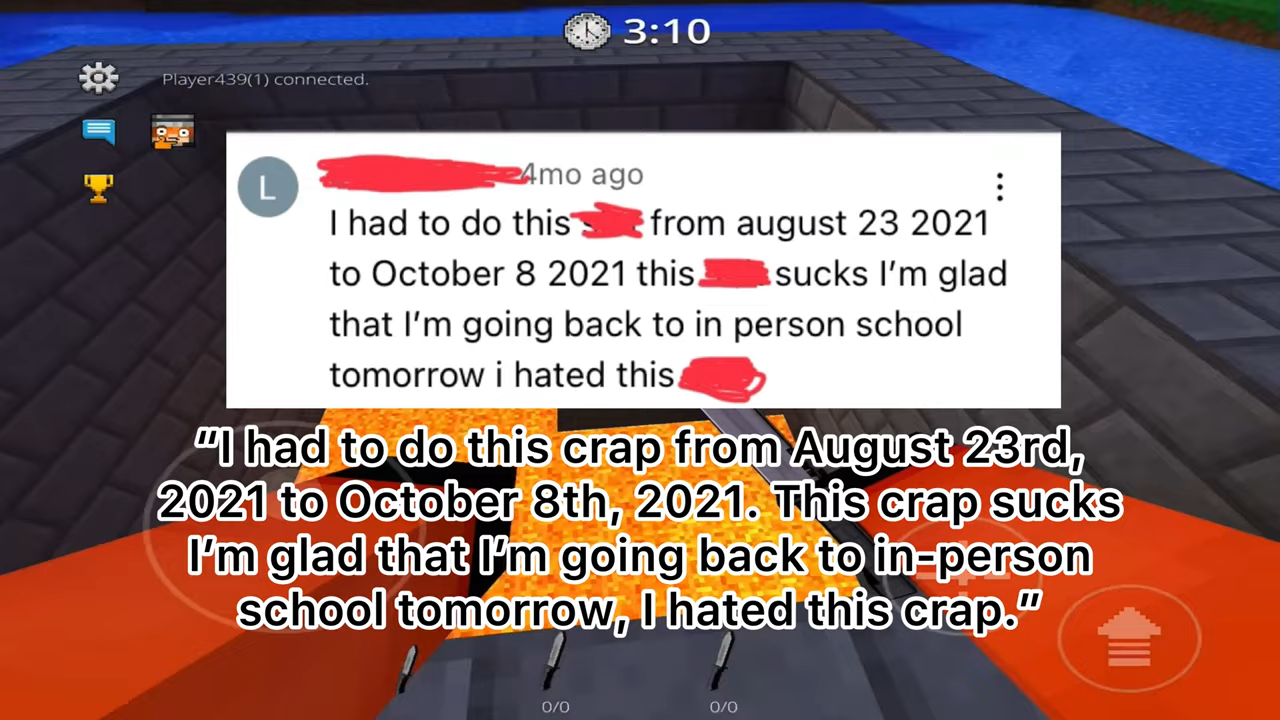 3:10
Player439(1) connected.
L
4mo ago
I had to do this from august 23 2021
to October 8 2021 this sucks I'm glad
that I'm going back to in person school
tomorrow i hated this
“I had to do this crap from August 23rd,
2021 to October 8th, 2021. This crap sucks
I’m glad that I’m going back to in-person
school tomorrow, I hated this crap.”
0/0
0/0